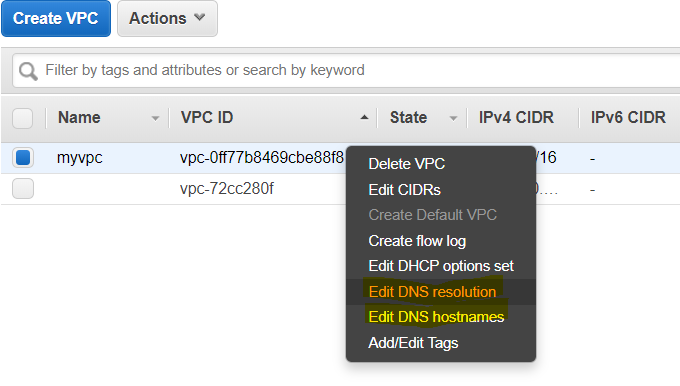 Create VPC Actions
Filter by tags and attributes or search by keyword
Name VPC ID State IPv4 CIDR IPv6 CIDR
myvpc vpc-0ff77b8469cbe88f8 /16 -
vpc-72cc280f 0.... -
Delete VPC
Edit CIDRs
Create Default VPC
Create flow log
Edit DHCP options set
Edit DNS resolution
Edit DNS hostnames
Add/Edit Tags